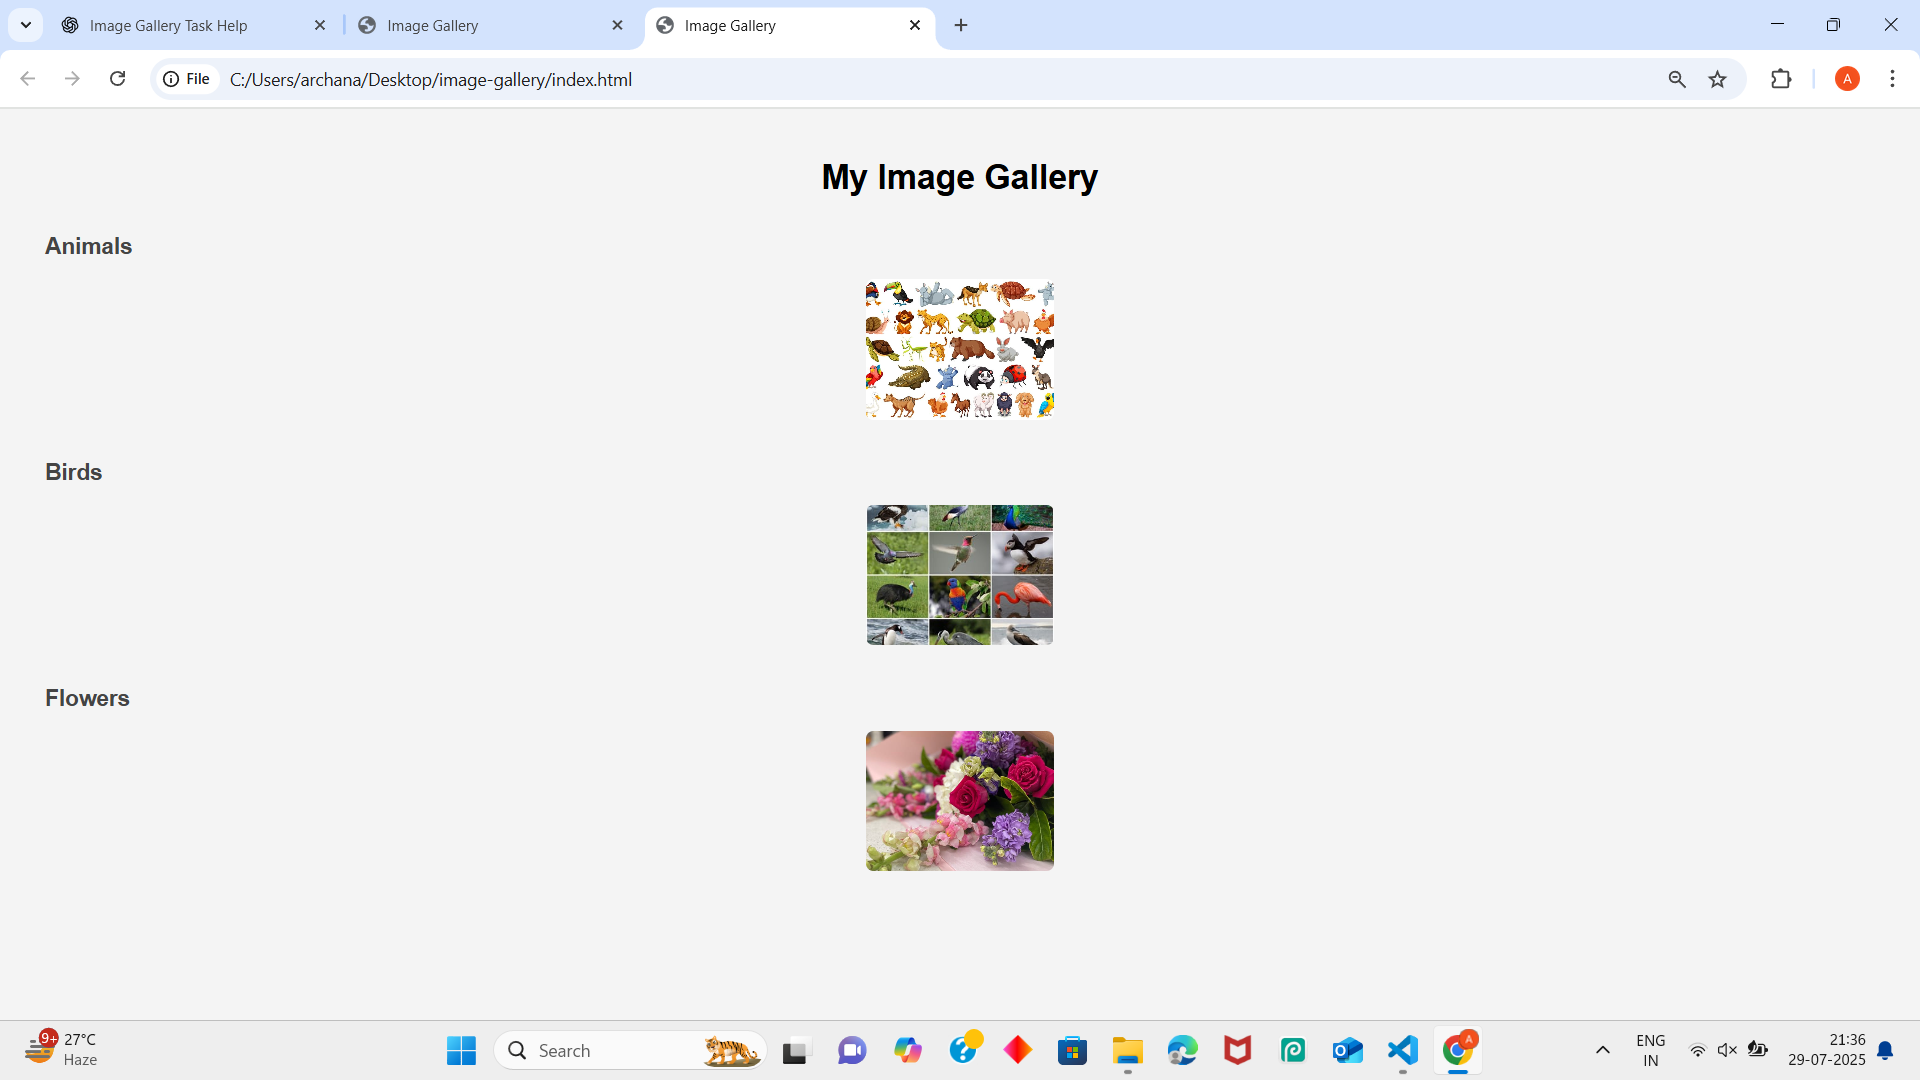 Image Gallery Task Help
Image Gallery
Image Gallery
File
C:/Users/archana/Desktop/image-gallery/index.html
A
My Image Gallery
Animals
Birds
Flowers
9+
27°C
Haze
Search
A
ENG
IN
21:36
29-07-2025